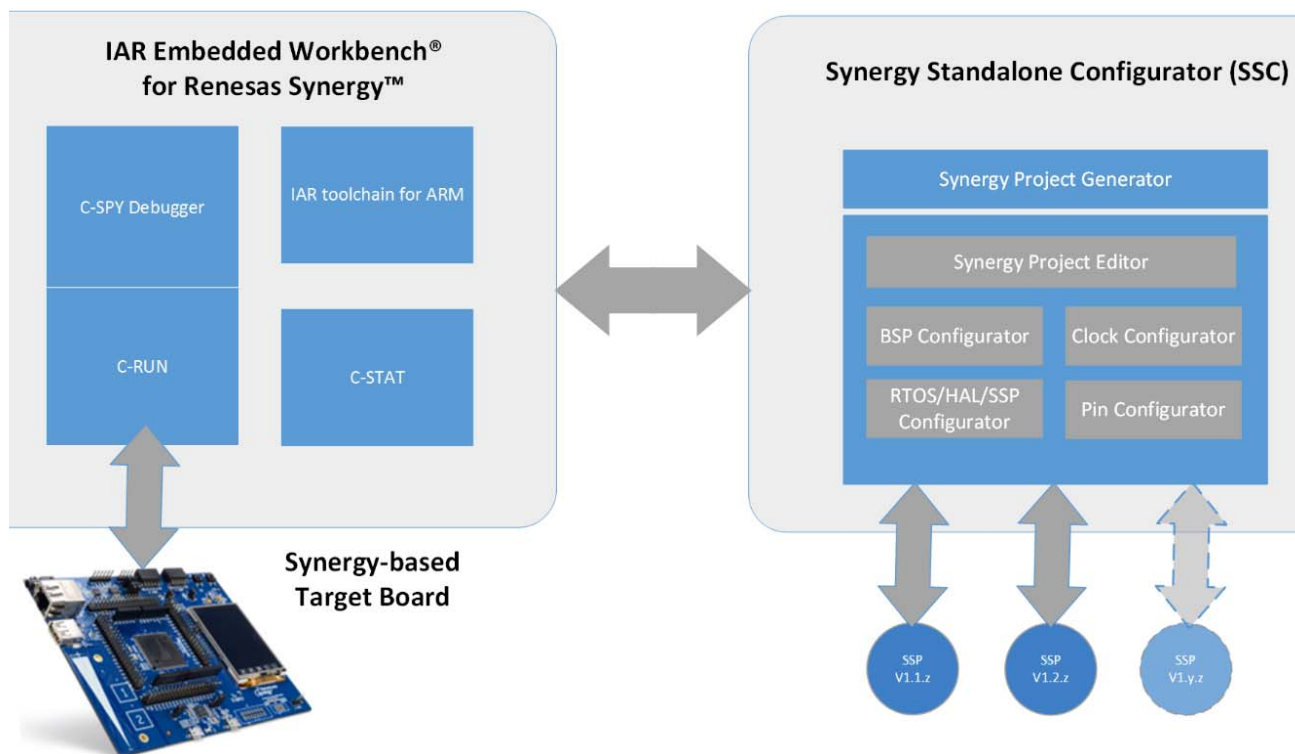 IAR Embedded Workbench®
for Renesas Synergy™
C-SPY Debugger
IAR toolchain for ARM
C-RUN
C-STAT
Synergy-based
Target Board
Synergy Standalone Configurator (SSC)
Synergy Project Generator
Synergy Project Editor
BSP Configurator
Clock Configurator
RTOS/HAL/SSP
Configurator
Pin Configurator
SSP
V1.1.z
SSP
V1.2.z
SSP
V1.y.z
1
2